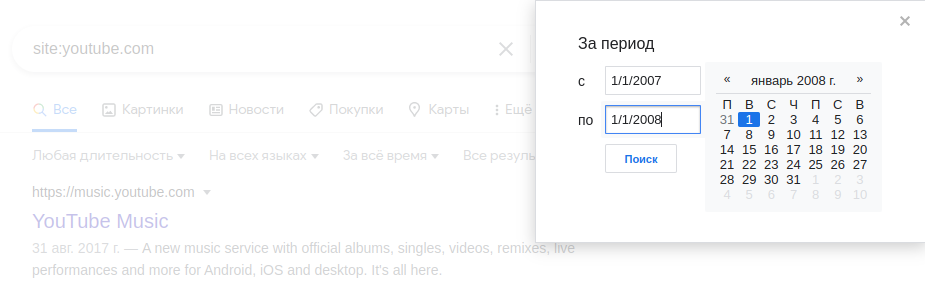 site:youtube.com
Все Картинки Новости Покупки Карты Ещё
Любая длительность На всех языках За всё время Все резуль
https://music.youtube.com
YouTube Music
31 авг. 2017 г. — A new music service with official albums, singles, videos, remixes, live
performances and more for Android, iOS and desktop. It's all here.
За период
с 1/1/2007
по 1/1/2008
Поиск
« январь 2008 г. »
П В С Ч П С В
31 1 2 3 4 5 6
7 8 9 10 11 12 13
14 15 16 17 18 19 20
21 22 23 24 25 26 27
28 29 30 31 1 2 3
4 5 6 7 8 9 10